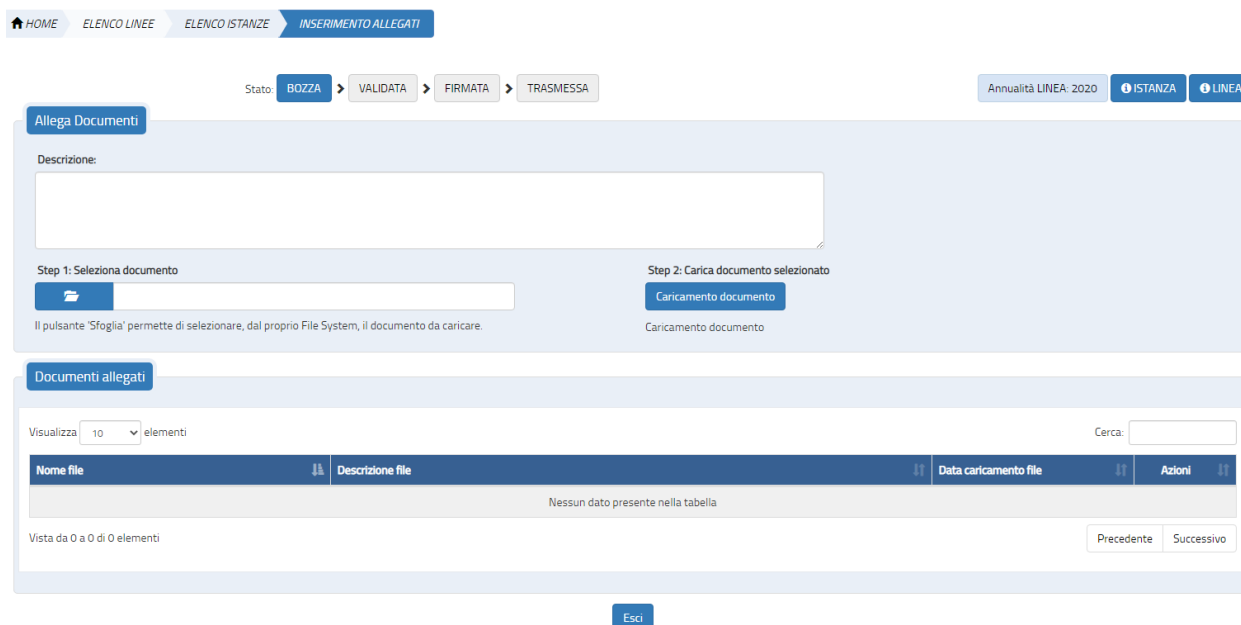 HOME ELENCO LINEE ELENCO ISTANZE INSERIMENTO ALLEGATI
Stato: BOZZA VALIDATA FIRMATA TRASMESSA Annualità LINEA: 2020 ISTANZA LINEA
Allega Documenti
Descrizione:
Step 1: Seleziona documento Step 2: Carica documento selezionato
Caricamento documento
Il pulsante 'Sfoglia' permette di selezionare, dal proprio File System, il documento da caricare. Caricamento documento
Documenti allegati
Visualizza 10 elementi Cerca:
Nome file Descrizione file Data caricamento file Azioni
Nessun dato presente nella tabella
Vista da 0 a 0 di 0 elementi Precedente Successivo
Esci